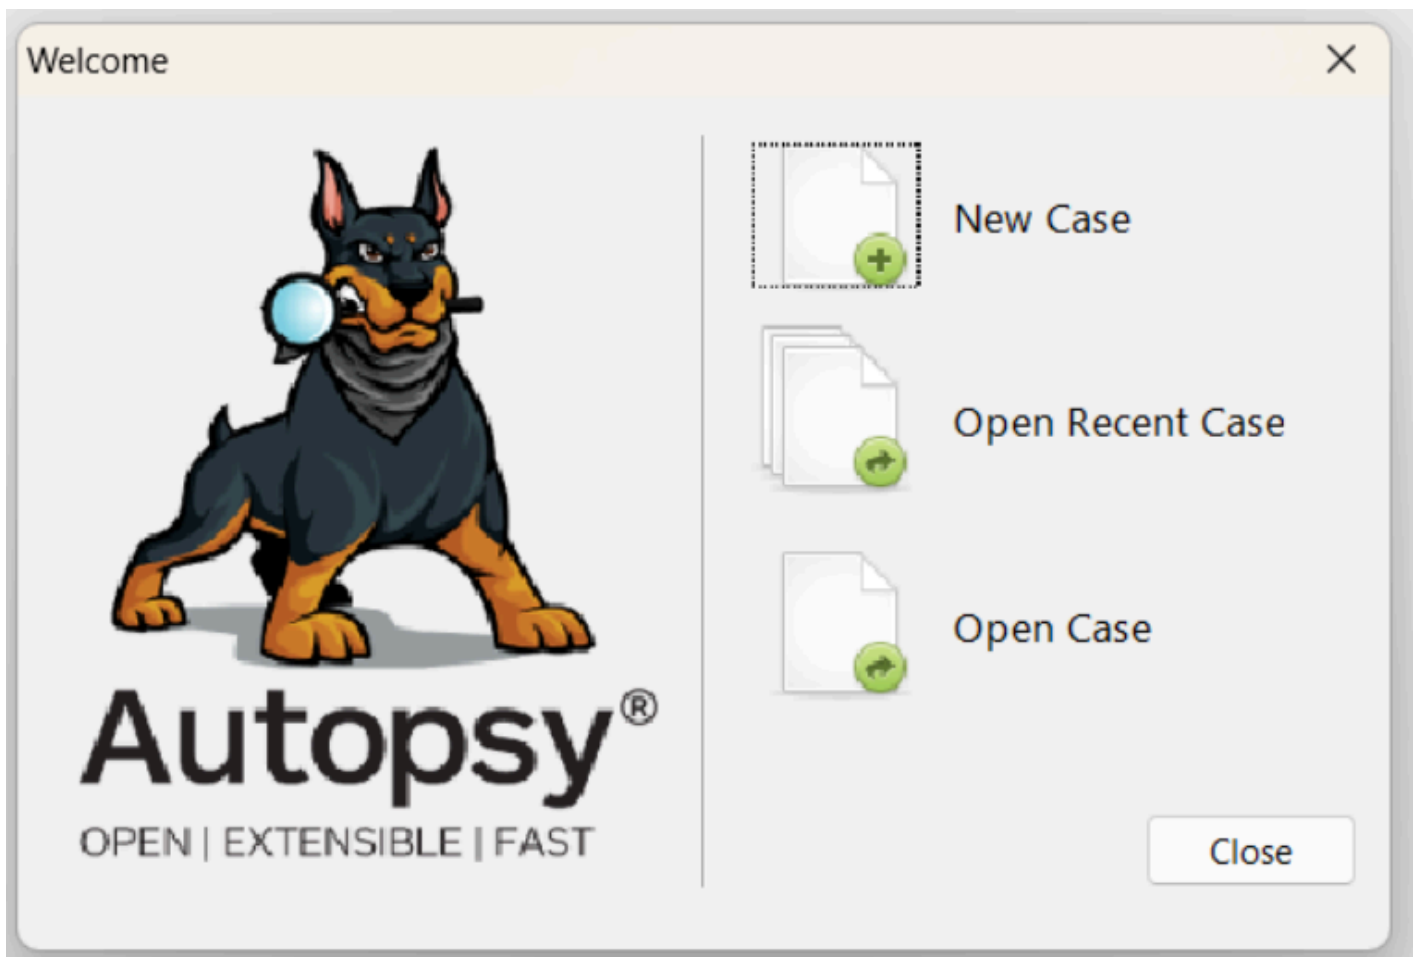 Welcome
New Case
Open Recent Case
Open Case
Autopsy®
OPEN | EXTENSIBLE | FAST
Close